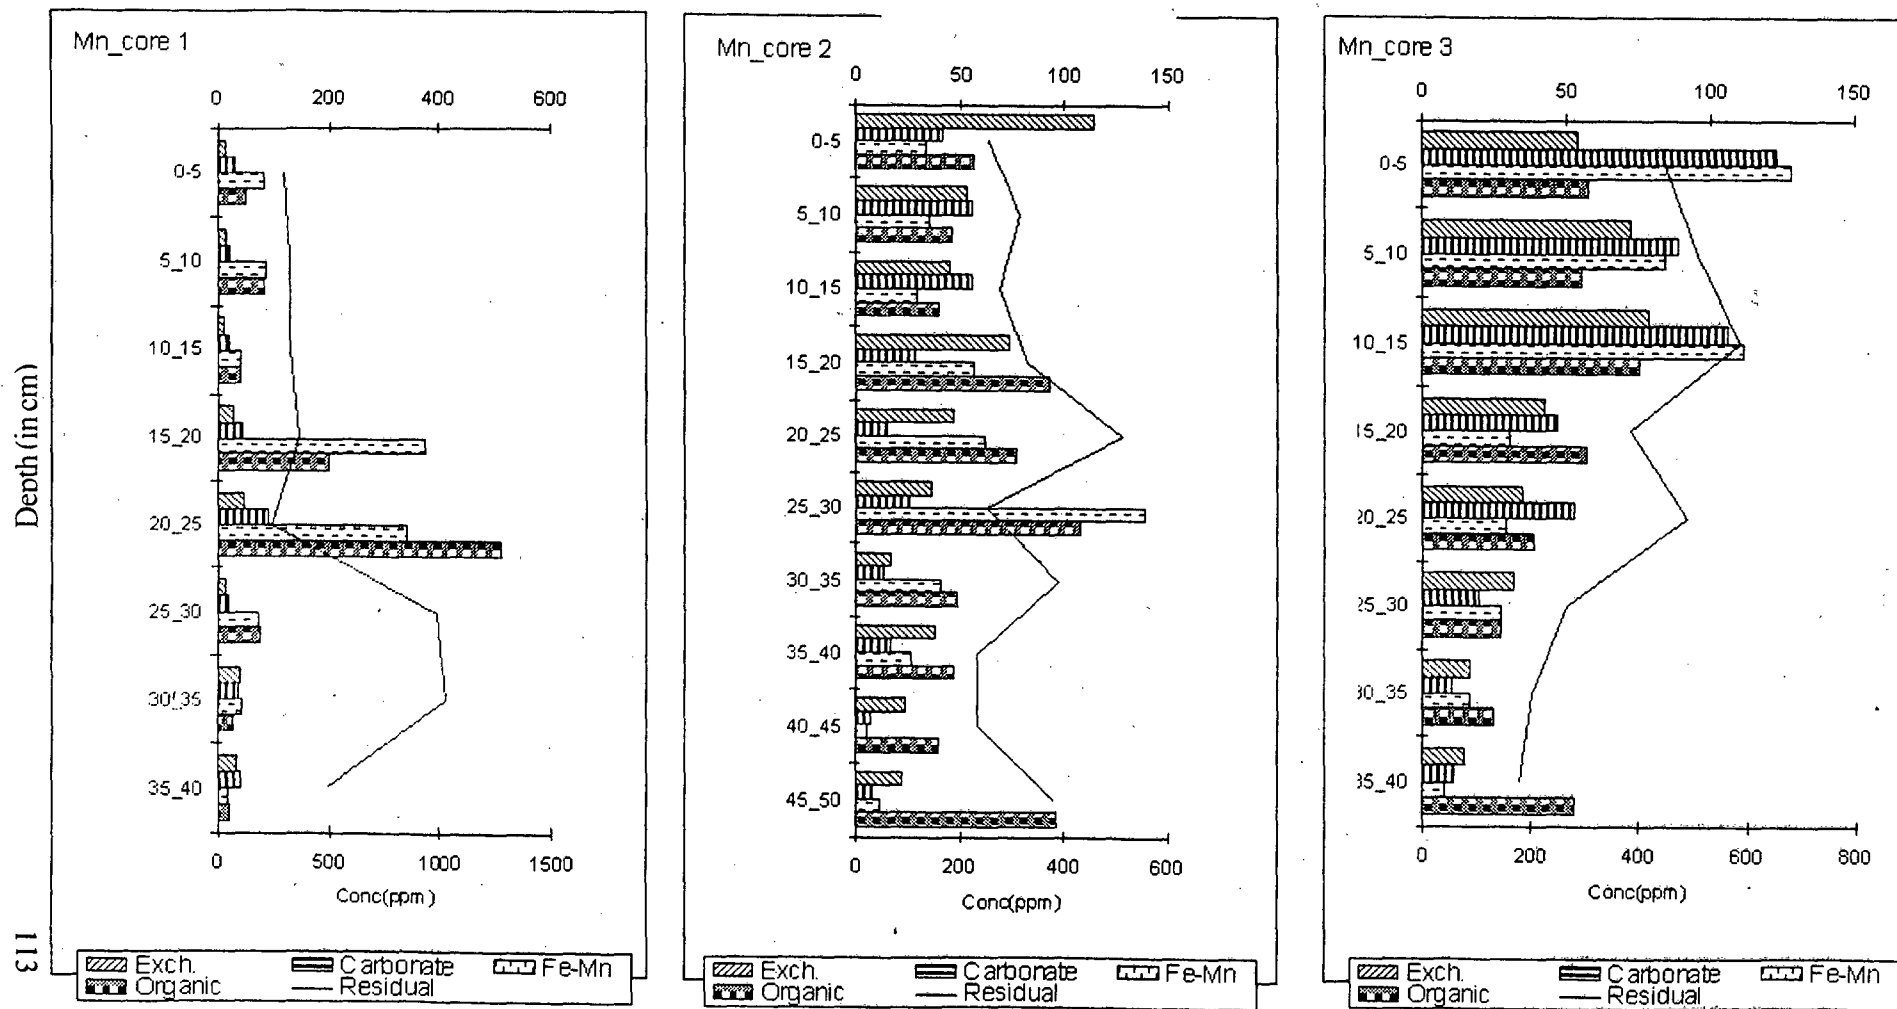 Mn_core 1
0 200 400 600
0-5
5_10
10_15
15_20
20_25
25_30
30_35
35_40
0 500 1000 1500
Conc(ppm)
Exch. Carbonate Fe-Mn
Organic Residual
Mn_core 2
0 50 100 150
0-5
5_10
10_15
15_20
20_25
25_30
30_35
35_40
40_45
45_50
0 200 400 600
Conc(ppm)
Exch. Carbonate Fe-Mn
Organic Residual
Mn_core 3
0 50 100 150
0-5
5_10
10_15
15_20
20_25
25_30
30_35
35_40
0 200 400 600 800
Conc(ppm)
Exch. Carbonate Fe-Mn
Organic Residual
Depth (in cm)
113